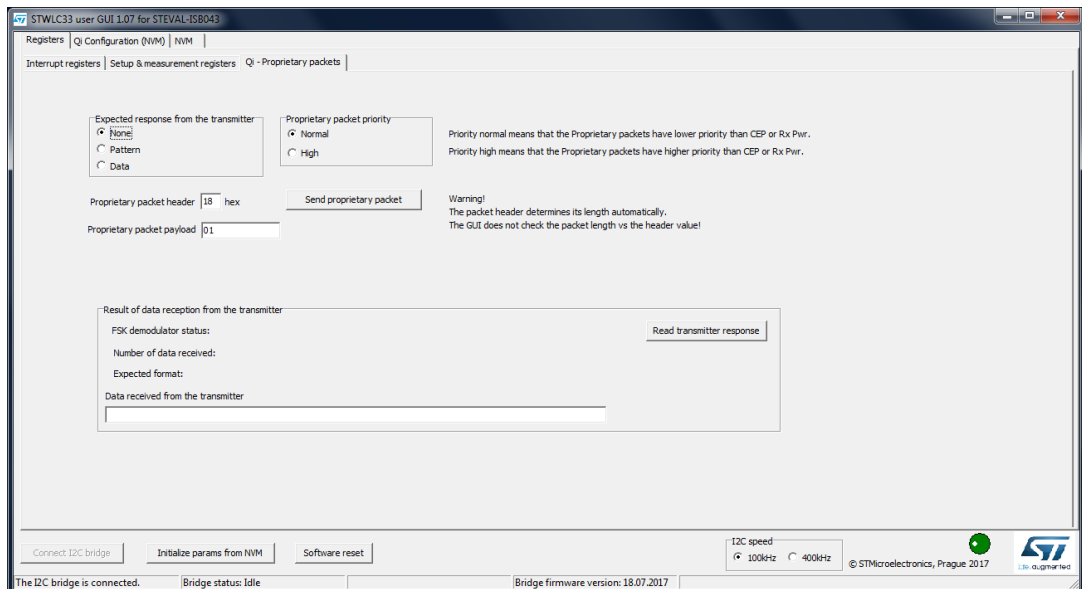 STWLC33 user GUI 1.07 for STEVAL-ISB043
Registers Qi Configuration (NVM) NVM
Interrupt registers Setup & measurement registers Qi - Proprietary packets
Expected response from the transmitter
None
Pattern
Data
Proprietary packet priority
Normal
High
Priority normal means that the Proprietary packets have lower priority than CEP or Rx Pwr.
Priority high means that the Proprietary packets have higher priority than CEP or Rx Pwr.
Proprietary packet header 18 hex
Send proprietary packet
Proprietary packet payload 01
Warning!
The packet header determines its length automatically.
The GUI does not check the packet length vs the header value!
Result of data reception from the transmitter
FSK demodulator status:
Read transmitter response
Number of data received:
Expected format:
Data received from the transmitter
Connect I2C bridge Initialize params from NVM Software reset
I2C speed
100kHz 400kHz
© STMicroelectronics, Prague 2017
ST
life.augmented
The I2C bridge is connected. Bridge status: Idle Bridge firmware version: 18.07.2017